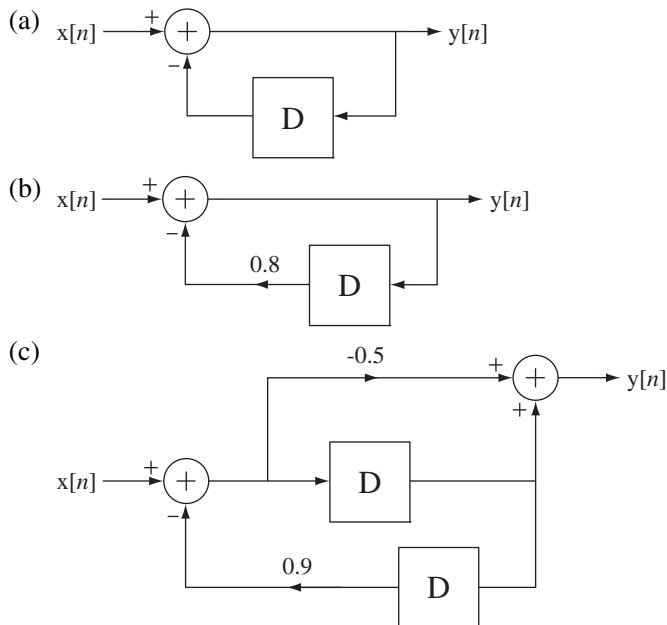 (a)
x[n] + + y[n]
−
D
(b)
x[n] + + y[n]
−
0.8
D
(c)
-0.5
+ + y[n]
+
x[n] + +
D
−
0.9
D